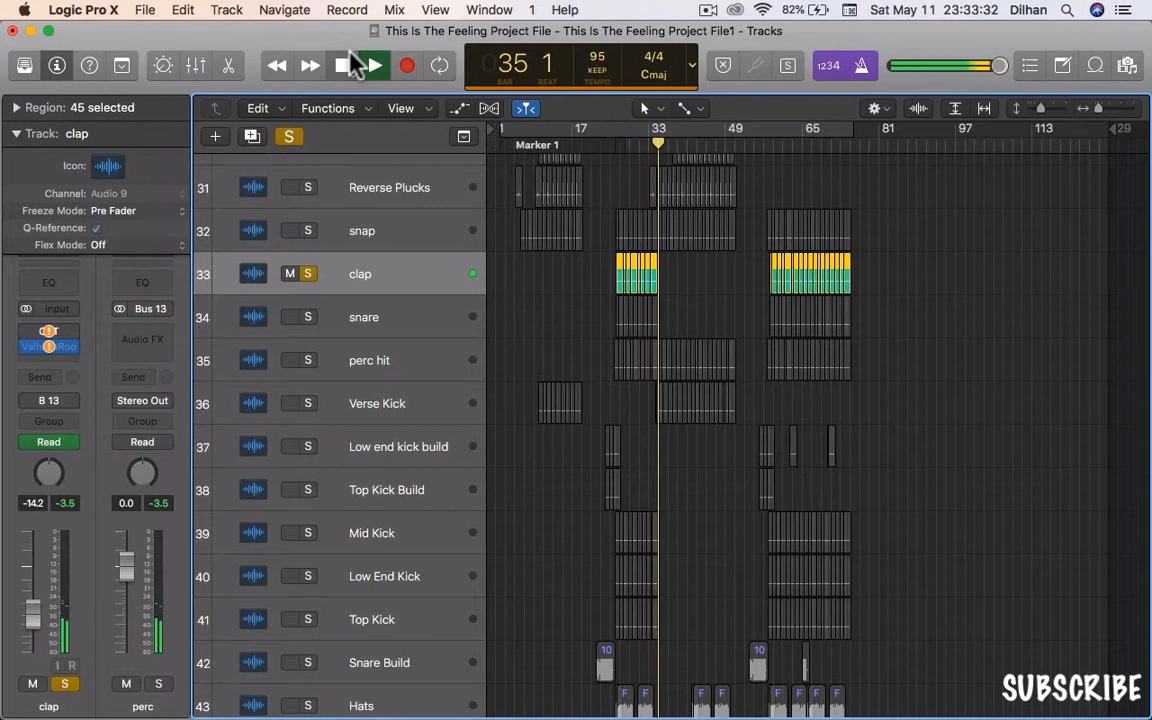 Logic Pro X File Edit Track Navigate Record Mix View Window 1 Help 82% Sat May 11 23:33:32 Dilhan
This Is The Feeling Project File - This Is The Feeling Project File1 - Tracks
35 1 95 4/4
KEEP
BAR BEAT TEMPO Cmaj
S 1234
Region: 45 selected
Edit Functions View
Track: clap
S
1 17 33 49 65 81 97 113 29
Marker 1
Icon:
Channel: Audio 9
Freeze Mode: Pre Fader
Q-Reference:
Flex Mode: Off
EQ EQ
Input Bus 13
Audio FX
Send Send
B 13 Stereo Out
Group Group
Read Read
-14.2 -3.5 0.0 -3.5
I R
M S M S
clap perc
31 S Reverse Plucks
32 S snap
33 M S clap
34 S snare
35 S perc hit
36 S Verse Kick
37 S Low end kick build
38 S Top Kick Build
39 S Mid Kick
40 S Low End Kick
41 S Top Kick
42 S Snare Build 10 10
43 S Hats F F F F F F F
SUBSCRIBE